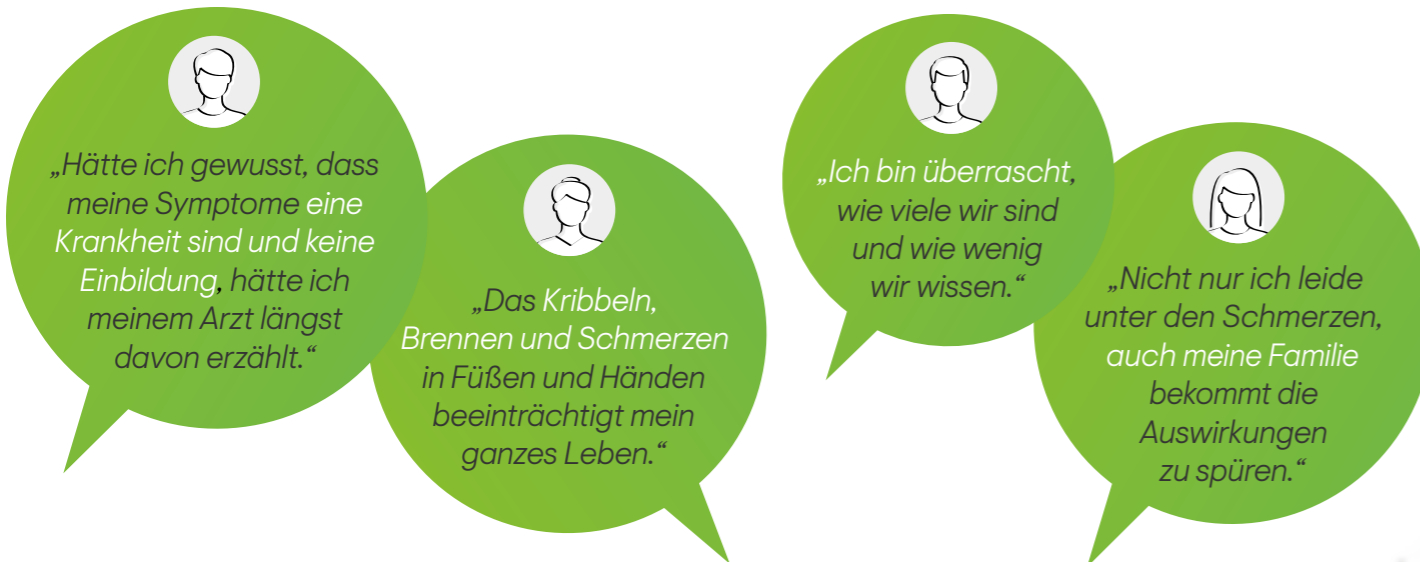 „Hätte ich gewusst, dass
meine Symptome eine
Krankheit sind und keine
Einbildung, hätte ich
meinem Arzt längst
davon erzählt.“
„Das Kribbeln,
Brennen und Schmerzen
in Füßen und Händen
beeinträchtigt mein
ganzes Leben.“
„Ich bin überrascht,
wie viele wir sind
und wie wenig
wir wissen.“
„Nicht nur ich leide
unter den Schmerzen,
auch meine Familie
bekommt die
Auswirkungen
zu spüren.“